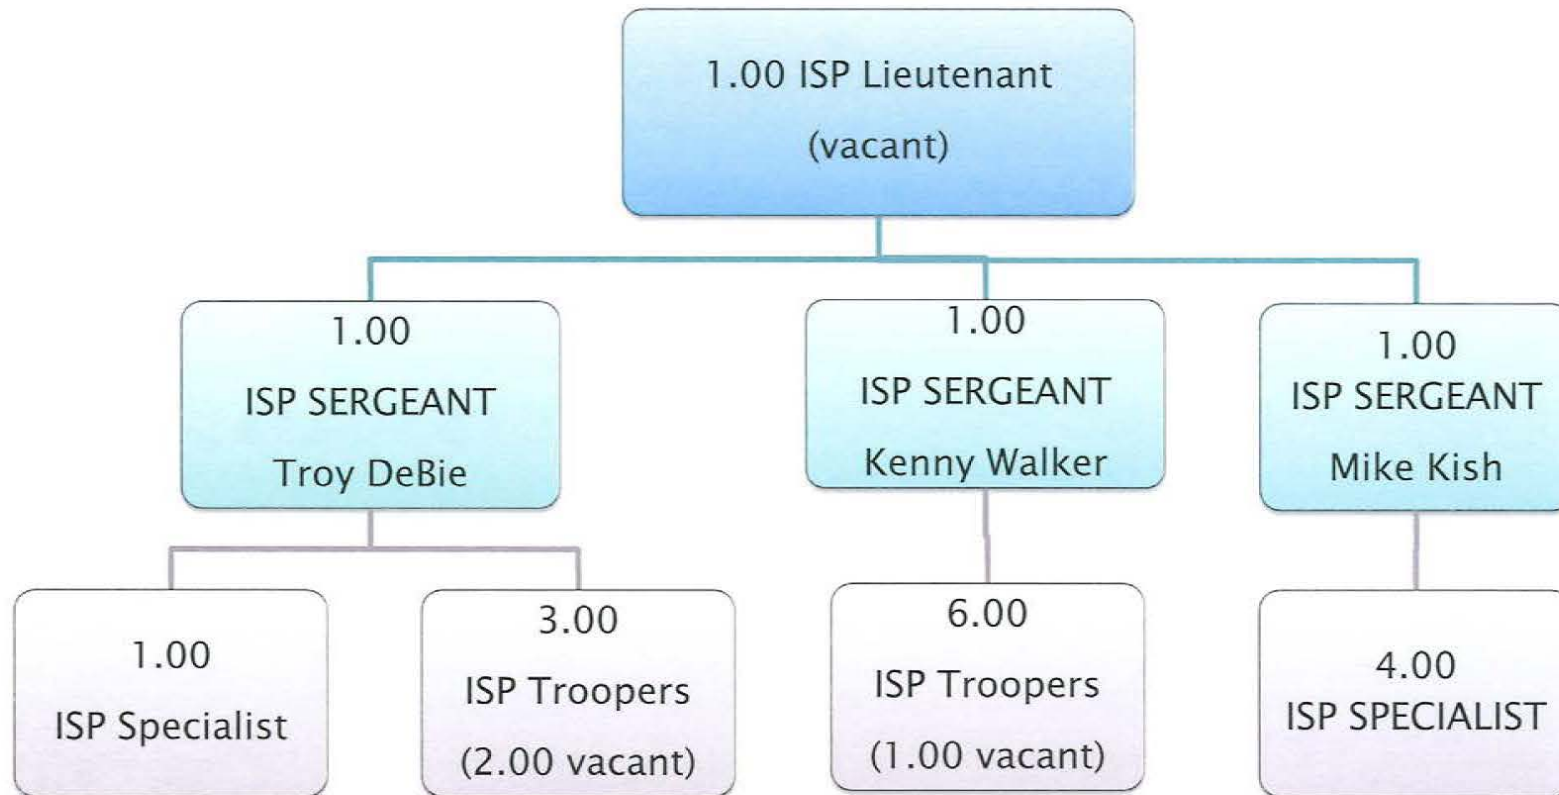 1.00 ISP Lieutenant
(vacant)
1.00
ISP SERGEANT
Troy DeBie
1.00
ISP SERGEANT
Kenny Walker
1.00
ISP SERGEANT
Mike Kish
1.00
ISP Specialist
3.00
ISP Troopers
(2.00 vacant)
6.00
ISP Troopers
(1.00 vacant)
4.00
ISP SPECIALIST